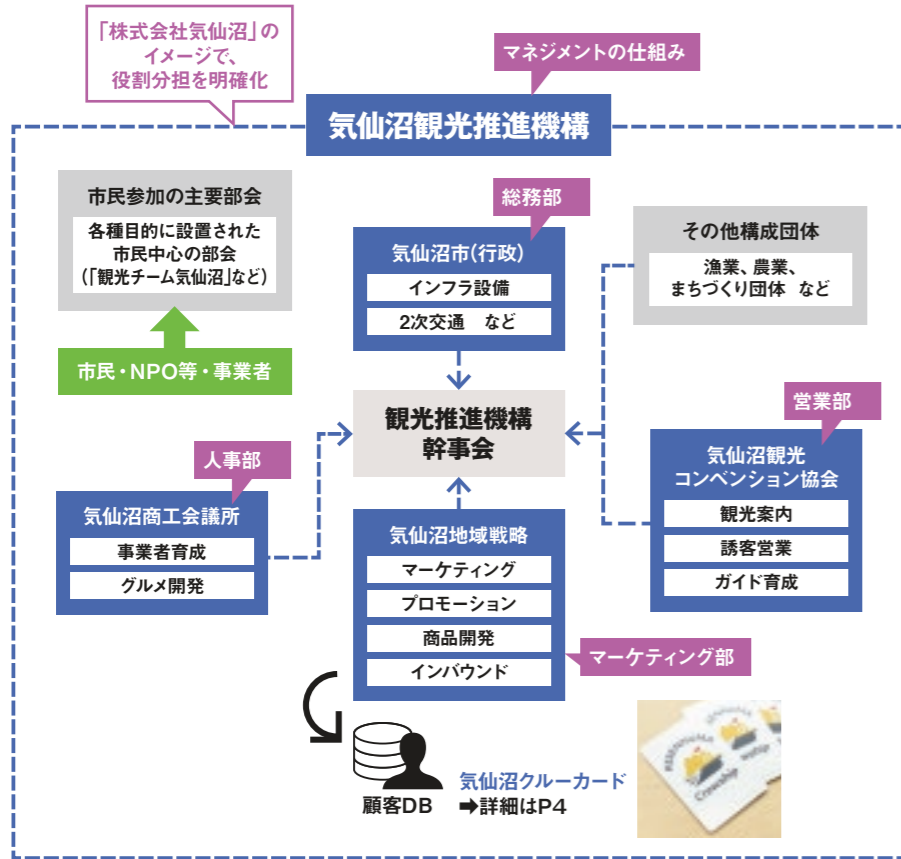 「株式会社気仙沼」の
イメージで、
役割分担を明確化
マネジメントの仕組み
気仙沼観光推進機構
市民参加の主要部会
各種目的に設置された
市民中心の部会
(「観光チーム気仙沼」など)
市民・NPO等・事業者
総務部
気仙沼市(行政)
インフラ設備
2次交通 など
その他構成団体
漁業、農業、
まちづくり団体 など
観光推進機構
幹事会
営業部
気仙沼観光
コンベンション協会
観光案内
誘客営業
ガイド育成
人事部
気仙沼商工会議所
事業者育成
グルメ開発
気仙沼地域戦略
マーケティング
プロモーション
商品開発
インバウンド
マーケティング部
顧客DB
気仙沼クルーカード
➡詳細はP4
Crewship